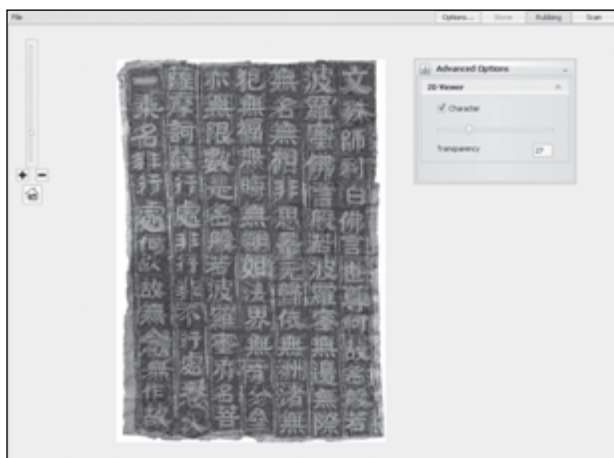 File
Options...
Stone
Rubbing
Scan
Advanced Options
2D-Viewer
Character
Transparency
27
文殊師利白佛言世尊何故名般若
波羅蜜佛言般若波羅蜜無邊無際
無名無相非思量无歸依無洲渚無
犯無福無晦無明如法界無有分齊
亦無限數是名般若波羅蜜亦名菩
薩摩訶薩行處非行處非不行處悉入
一乘名非行處何以故無念無作故